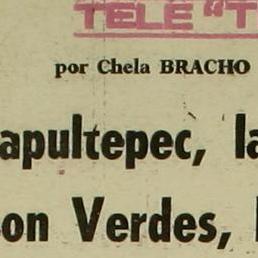 TELE "T
por Chela BRACHO
apultepec, la
on Verdes,